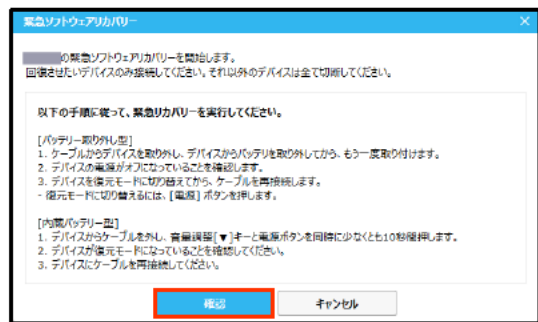 緊急ソフトウェアリカバリー
の緊急ソフトウェアリカバリーを開始します。
回復させたいデバイスのみ接続してください。それ以外のデバイスは全て切断してください。
以下の手順に従って、緊急リカバリーを実行してください。
[バッテリー取り外し型]
1. ケーブルからデバイスを取り外し、デバイスからバッテリを取り外してから、もう一度取り付けます。
2. デバイスの電源がオフになっていることを確認します。
3. デバイスを復元モードに切り替えてから、ケーブルを再接続します。
- 復元モードに切り替えるには、[電源] ボタンを押します。
[内蔵バッテリー型]
1. デバイスからケーブルを外し、音量調整[▼]キーと電源ボタンを同時に少なくとも10秒間押します。
2. デバイスが復元モードになっていることを確認してください。
3. デバイスにケーブルを再接続してください。
確認
キャンセル